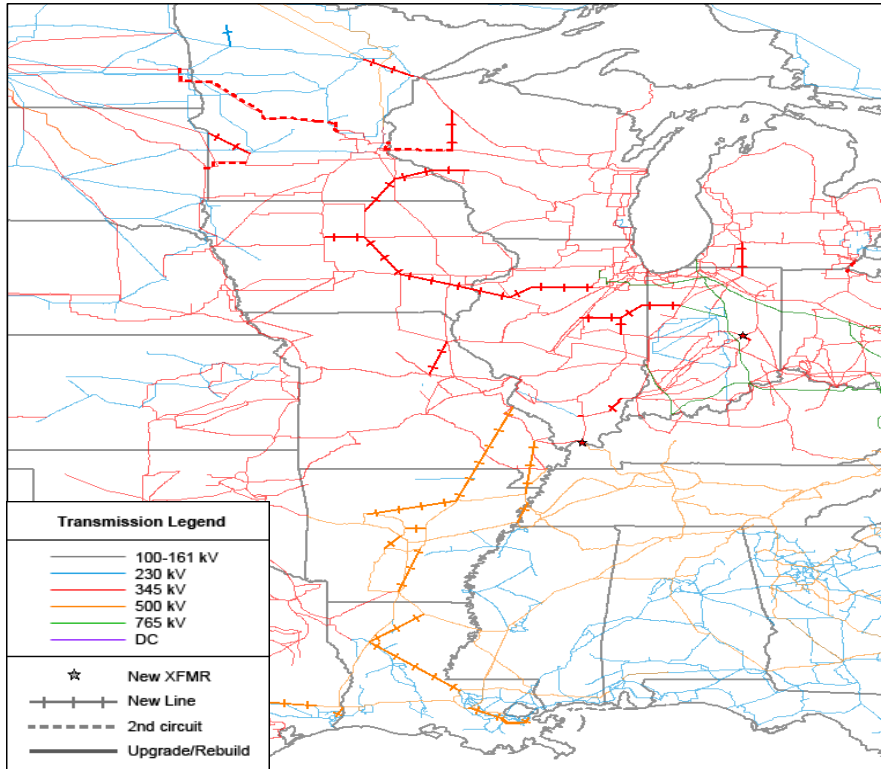 Transmission Legend
100-161 kV
230 kV
345 kV
500 kV
765 kV
DC
New XFMR
New Line
2nd circuit
Upgrade/Rebuild